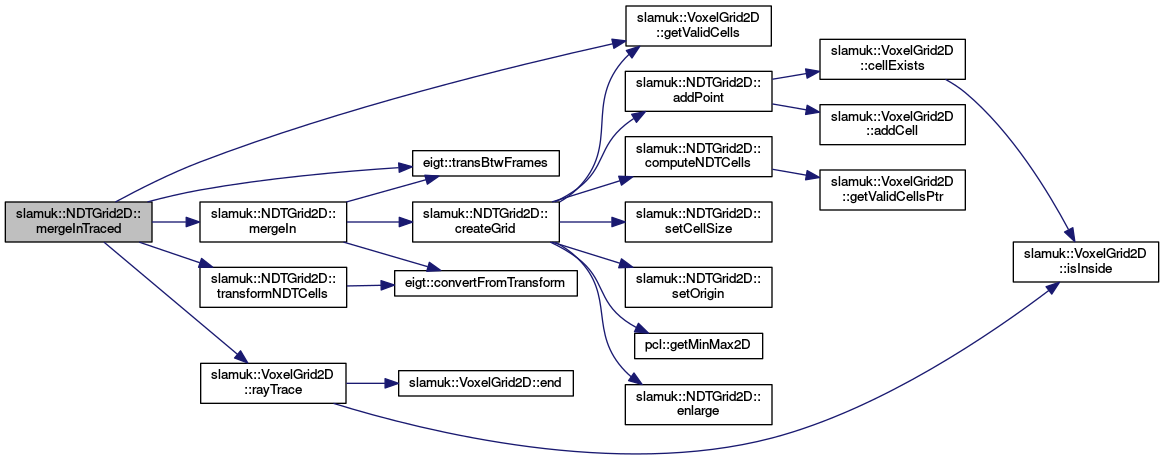 slamuk::NDTGrid2D::
mergeInTraced
slamuk::VoxelGrid2D
::getValidCells
eigt::transBtwFrames
slamuk::NDTGrid2D::
mergeIn
slamuk::NDTGrid2D::
transformNDTCells
slamuk::VoxelGrid2D
::rayTrace
slamuk::NDTGrid2D::
createGrid
eigt::convertFromTransform
slamuk::VoxelGrid2D::end
slamuk::NDTGrid2D::
addPoint
slamuk::NDTGrid2D::
computeNDTCells
slamuk::NDTGrid2D::
setCellSize
slamuk::NDTGrid2D::
setOrigin
pcl::getMinMax2D
slamuk::NDTGrid2D::
enlarge
slamuk::VoxelGrid2D
::cellExists
slamuk::VoxelGrid2D
::addCell
slamuk::VoxelGrid2D
::getValidCellsPtr
slamuk::VoxelGrid2D
::isInside